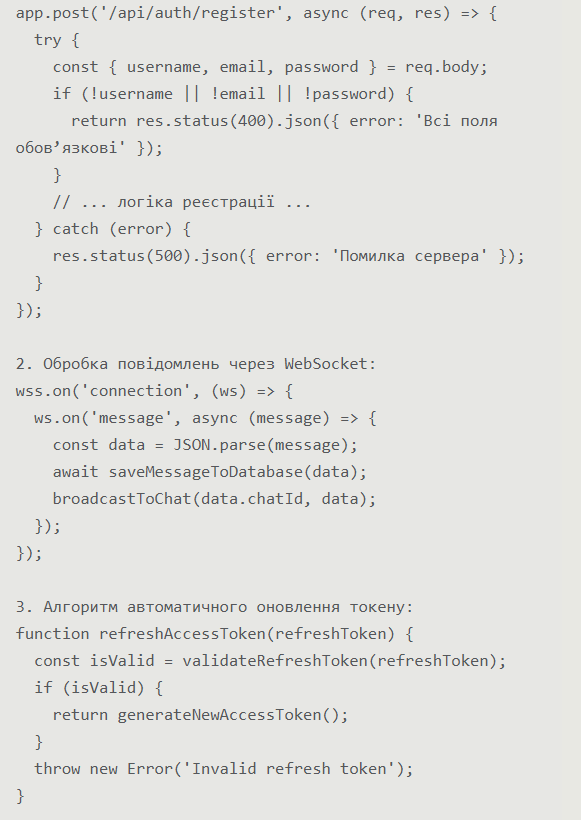 app.post('/api/auth/register', async (req, res) => {
  try {
    const { username, email, password } = req.body;
    if (!username || !email || !password) {
      return res.status(400).json({ error: 'Всі поля
обов’язкові' });
    }
    // ... логіка реєстрації ...
  } catch (error) {
    res.status(500).json({ error: 'Помилка сервера' });
  }
});

2. Обробка повідомлень через WebSocket:
wss.on('connection', (ws) => {
  ws.on('message', async (message) => {
    const data = JSON.parse(message);
    await saveMessageToDatabase(data);
    broadcastToChat(data.chatId, data);
  });
});

3. Алгоритм автоматичного оновлення токену:
function refreshAccessToken(refreshToken) {
  const isValid = validateRefreshToken(refreshToken);
  if (isValid) {
    return generateNewAccessToken();
  }
  throw new Error('Invalid refresh token');
}